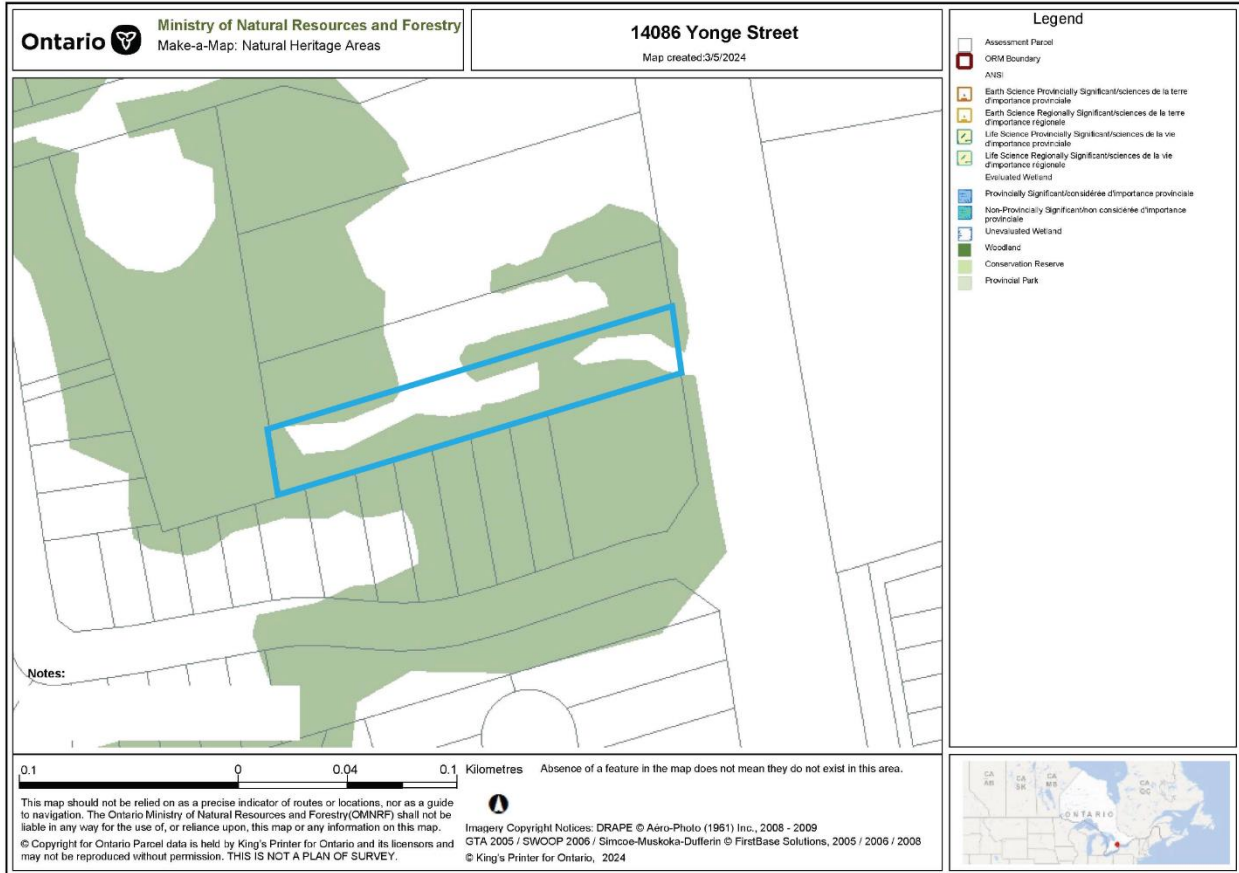 Ontario
Ministry of Natural Resources and Forestry
Make-a-Map: Natural Heritage Areas
14086 Yonge Street
Map created:3/5/2024
Legend
Assessment Parcel
ORM Boundary
ANSI
Earth Science Provincially Significant/sciences de la terre
d'importance provinciale
Earth Science Regionally Significant/sciences de la terre
d'importance régionale
Life Science Provincially Significant/sciences de la vie
d'importance provinciale
Life Science Regionally Significant/sciences de la vie
d'importance régionale
Evaluated Wetland
Provincially Significant/considérée d'importance provinciale
Non-Provincially Significant/non considérée d'importance
provinciale
Unevaluated Wetland
Woodland
Conservation Reserve
Provincial Park
Notes:
0.1 0 0.04 0.1 Kilometres
Absence of a feature in the map does not mean they do not exist in this area.
This map should not be relied on as a precise indicator of routes or locations, nor as a guide
to navigation. The Ontario Ministry of Natural Resources and Forestry(OMNRF) shall not be
liable in any way for the use of, or reliance upon, this map or any information on this map.
© Copyright for Ontario Parcel data is held by King's Printer for Ontario and its licensors and
may not be reproduced without permission. THIS IS NOT A PLAN OF SURVEY.
Imagery Copyright Notices: DRAPE © Aéro-Photo (1961) Inc., 2008 - 2009
GTA 2005 / SWOOP 2006 / Simcoe-Muskoka-Dufferin © FirstBase Solutions, 2005 / 2006 / 2008
© King's Printer for Ontario, 2024
CA
AB
CA
SK
CA
MB
CA
QC
ONTARIO